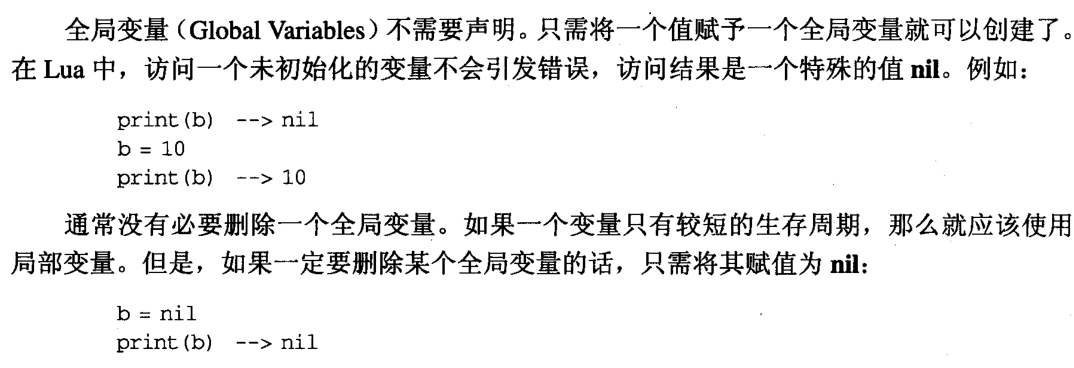 全局变量（Global Variables）不需要声明。只需将一个值赋予一个全局变量就可以创建了。
在 Lua 中，访问一个未初始化的变量不会引发错误，访问结果是一个特殊的值 nil。例如：
print(b) --> nil
b = 10
print(b) --> 10
通常没有必要删除一个全局变量。如果一个变量只有较短的生存周期，那么就应该使用
局部变量。但是，如果一定要删除某个全局变量的话，只需将其赋值为 nil：
b = nil
print(b) --> nil